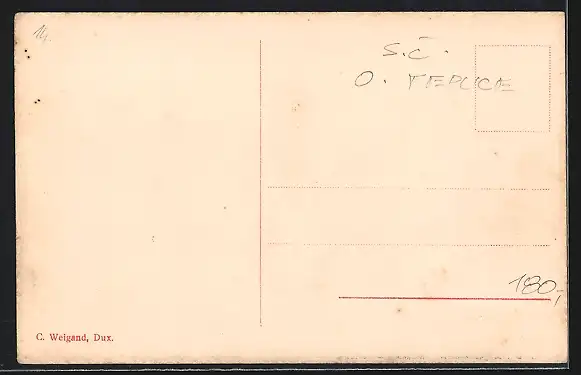 14.
S.Č.
O. TEPLICE
180,-
C. Weigand, Dux.